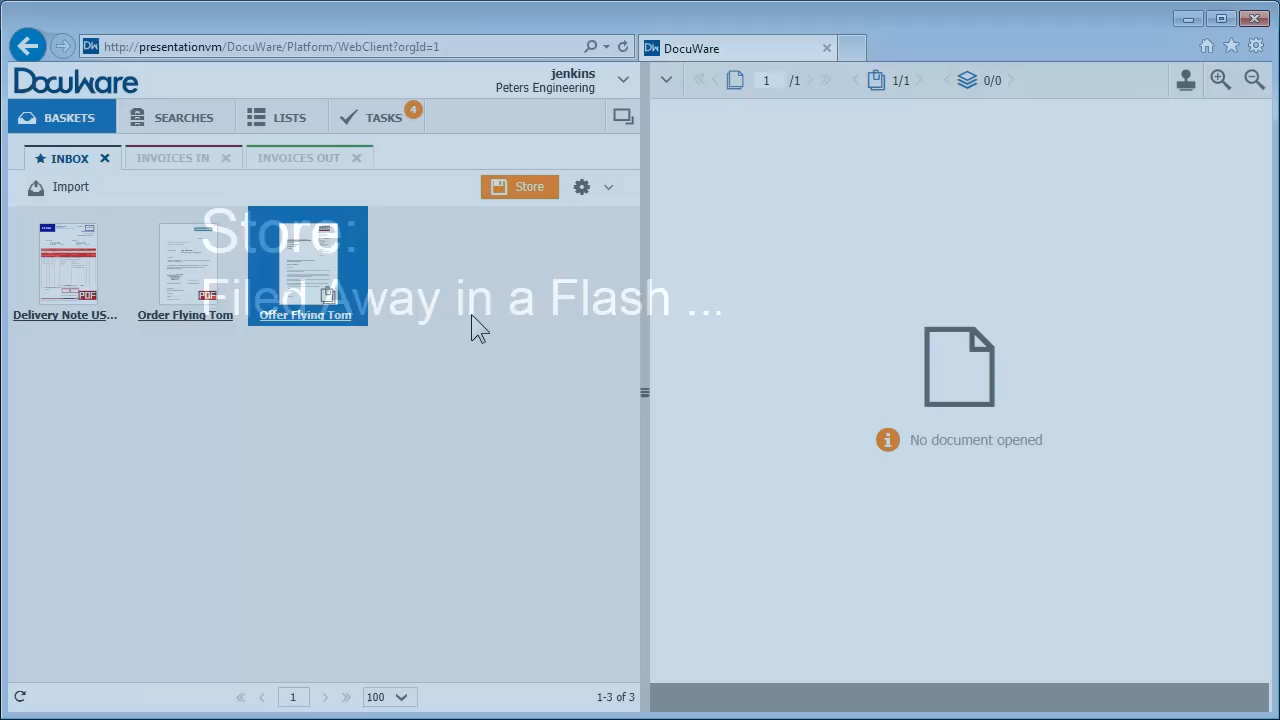 http://presentationvm/DocuWare/Platform/WebClient?orgId=1
DocuWare
DocuWare
jenkins
Peters Engineering
1 /1
1/1
0/0
BASKETS
SEARCHES
LISTS
TASKS 4
INBOX
INVOICES IN
INVOICES OUT
Import
Store
Store:
Filed Away in a Flash ...
PDF
PDF
Delivery Note US...
Order Flying Tom
Offer Flying Tom
No document opened
1
100
1-3 of 3